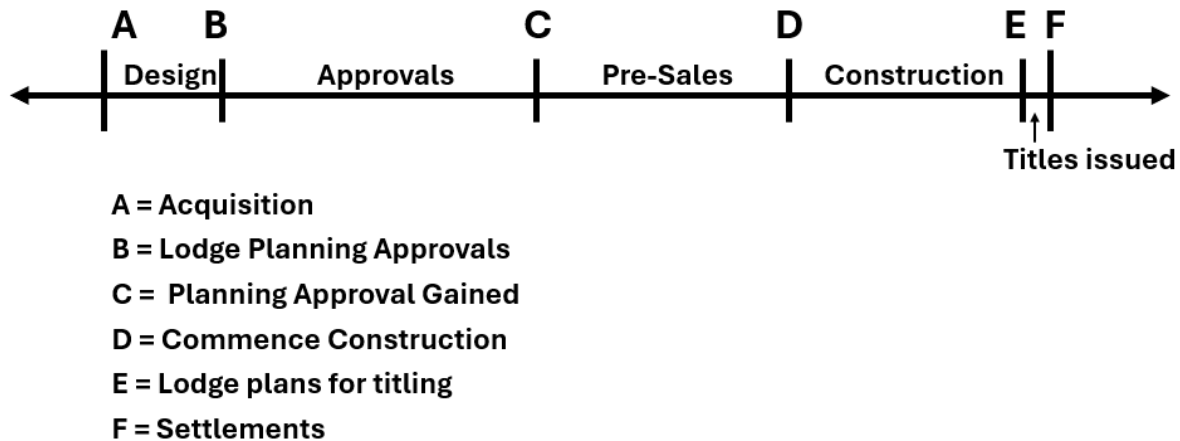 A B C D E F
Design Approvals Pre-Sales Construction
Titles issued
A = Acquisition
B = Lodge Planning Approvals
C =  Planning Approval Gained
D = Commence Construction
E = Lodge plans for titling
F = Settlements